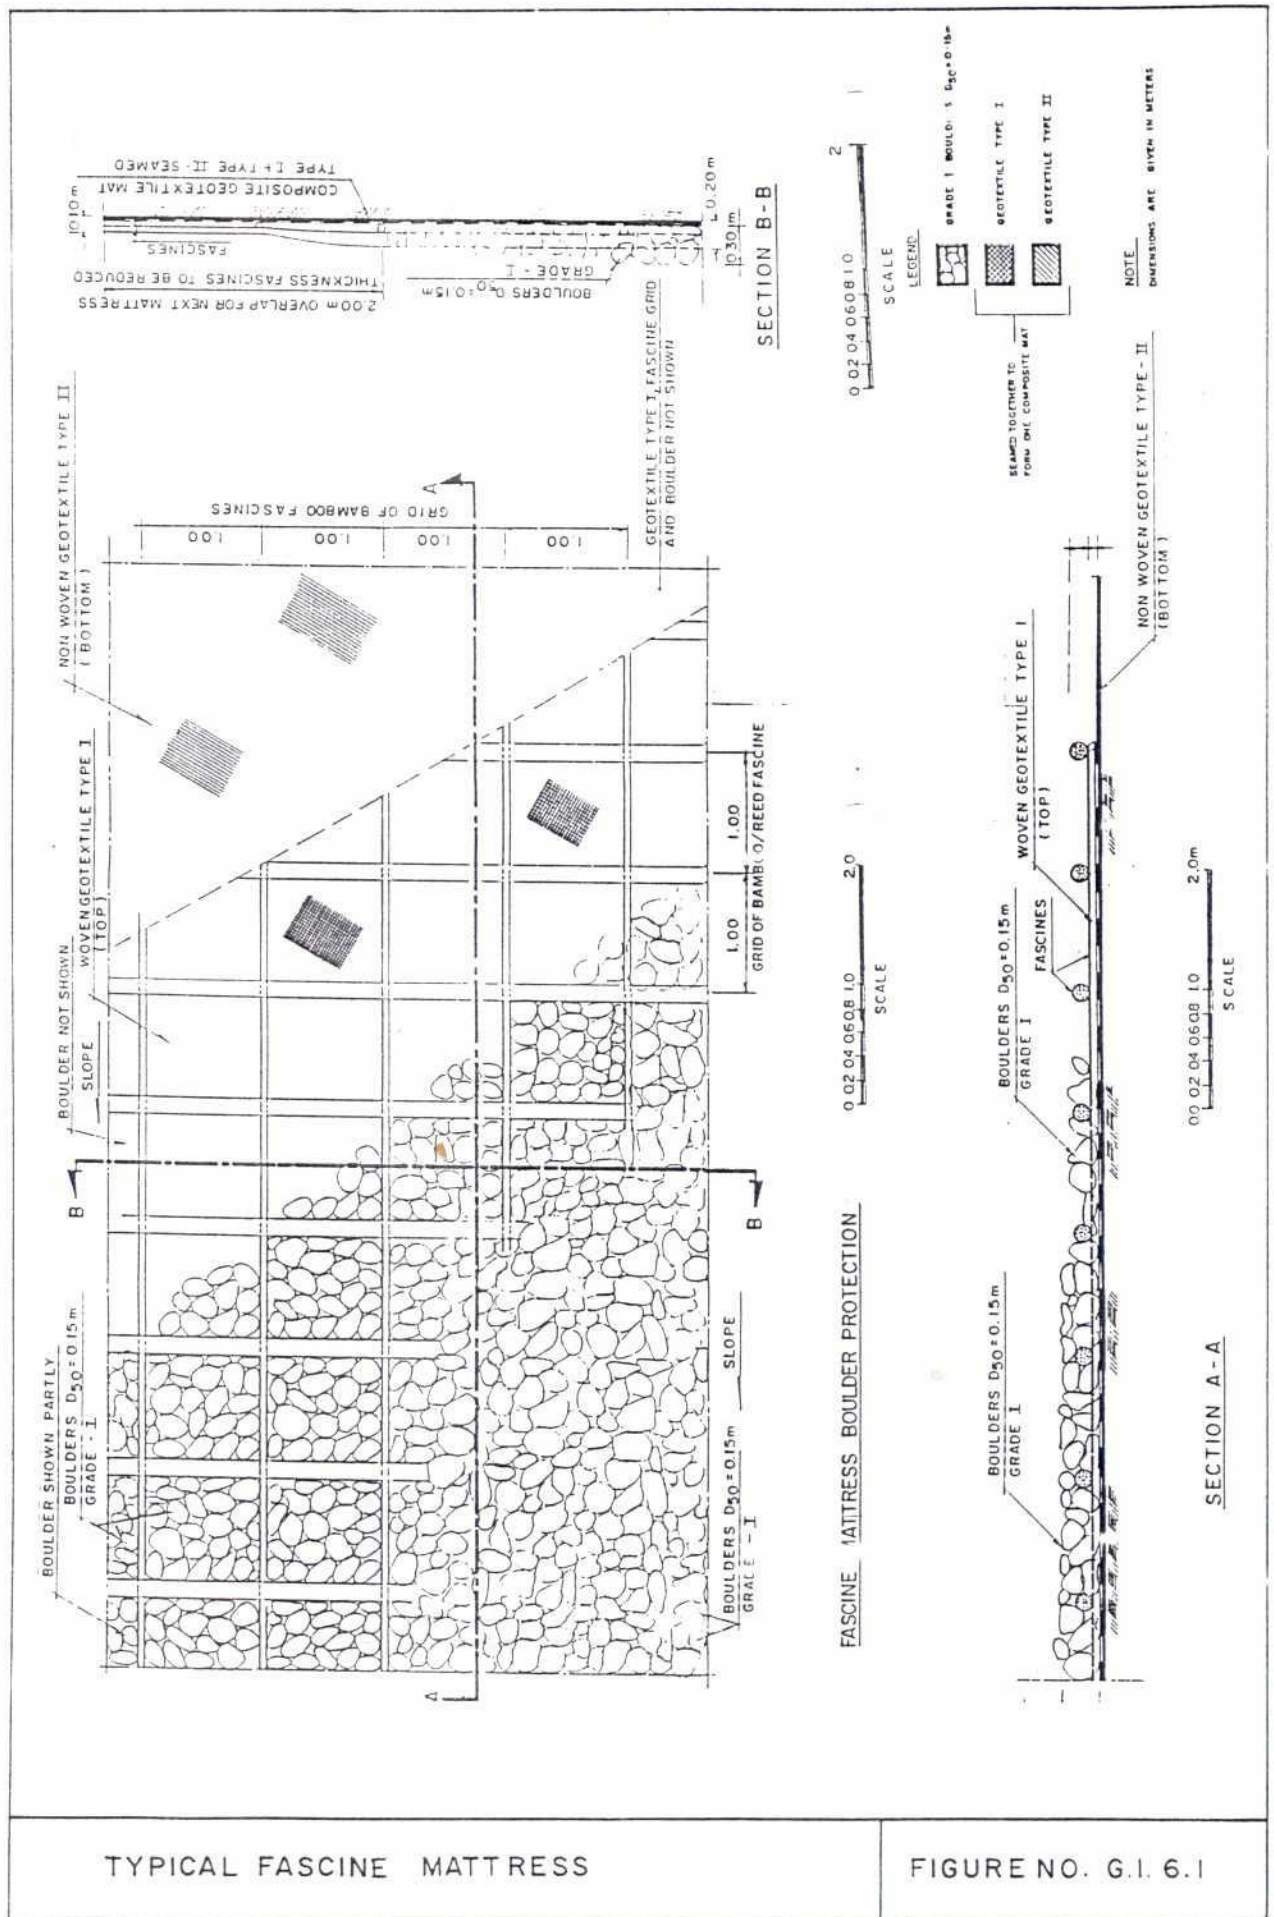 NON WOVEN GEOTEXTILE TYPE II
( BOTTOM )
WOVEN GEOTEXTILE TYPE I
(TOP)
BOULDER NOT SHOWN
SLOPE
BOULDER SHOWN PARTLY
BOULDERS D50=0.15m
GRADE - I
A
A
B
B
1.00
1.00
1.00
1.00
GRID OF BAMBOO FASCINES
GEOTEXTILE TYPE I, FASCINE GRID
AND BOULDER NOT SHOWN
1.00
1.00
GRID OF /REED FASCINE
BOULDERS D50=0.15m
- I
SLOPE
FASCINE BOULDER PROTECTION
0 0.2 0.4 0.6 0.8 1.0 2.0
SCALE
2.00m OVERLAP FOR NEXT MATTRESS
THICKNESS FASCINES TO BE REDUCED
FASCINES
COMPOSITE GEOTEXTILE MAT
TYPE I + TYPE II - SEAMED
BOULDERS D50=0.15m
GRADE - I
0.20m
0.30m
SECTION B-B
0 0.2 0.4 0.6 0.8 1.0 2
SCALE
LEGEND
GRADE 1 D50=0.15m
GEOTEXTILE TYPE I
GEOTEXTILE TYPE II
SEAMED TOGETHER TO
FORM ONE COMPOSITE MAT
NOTE
DIMENSIONS ARE GIVEN IN METERS
BOULDERS D50=0.15m
GRADE I
BOULDERS D50=0.15m
GRADE I
FASCINES
WOVEN GEOTEXTILE TYPE I
(TOP)
NON WOVEN GEOTEXTILE TYPE-II
(BOTTOM)
SECTION A-A
0.0 0.2 0.4 0.6 0.8 1.0 2.0m
SCALE
TYPICAL FASCINE MATTRESS
FIGURE NO. G.I. 6.1